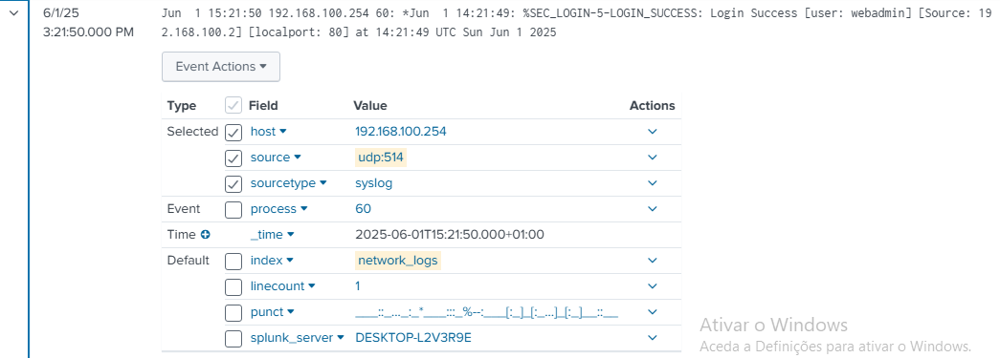 6/1/25
3:21:50.000 PM
Jun  1 15:21:50 192.168.100.254 60: *Jun  1 14:21:49: %SEC_LOGIN-5-LOGIN_SUCCESS: Login Success [user: webadmin] [Source: 19
2.168.100.2] [localport: 80] at 14:21:49 UTC Sun Jun 1 2025
Event Actions
Type Field Value Actions
Selected host 192.168.100.254
source udp:514
sourcetype syslog
Event process 60
Time _time 2025-06-01T15:21:50.000+01:00
Default index network_logs
linecount 1
punct ___::_..._:_*____:::_%--:___[:_]_[:_...]_[:_]__::__
splunk_server DESKTOP-L2V3R9E
Ativar o Windows
Aceda a Definições para ativar o Windows.